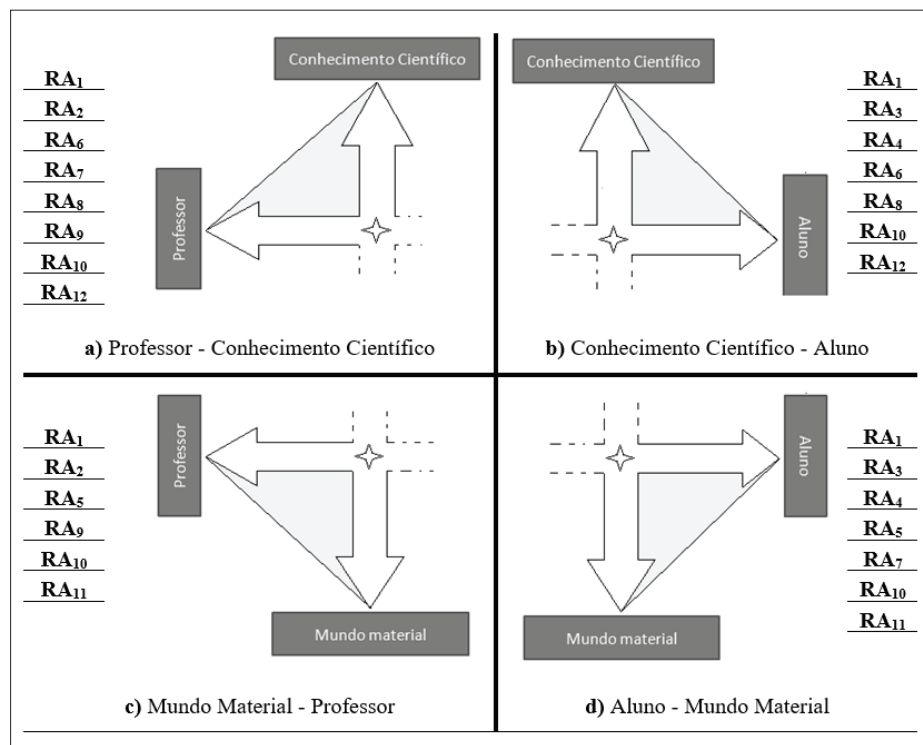 Conhecimento Científico
RA1
RA2
RA6
RA7
RA8
RA9
RA10
RA12
Professor
a) Professor - Conhecimento Científico
Conhecimento Científico
RA1
RA3
RA4
RA6
RA8
RA10
RA12
Aluno
b) Conhecimento Científico - Aluno
Professor
RA1
RA2
RA5
RA9
RA10
RA11
Mundo material
c) Mundo Material - Professor
Aluno
RA1
RA3
RA4
RA5
RA7
RA10
RA11
Mundo material
d) Aluno - Mundo Material